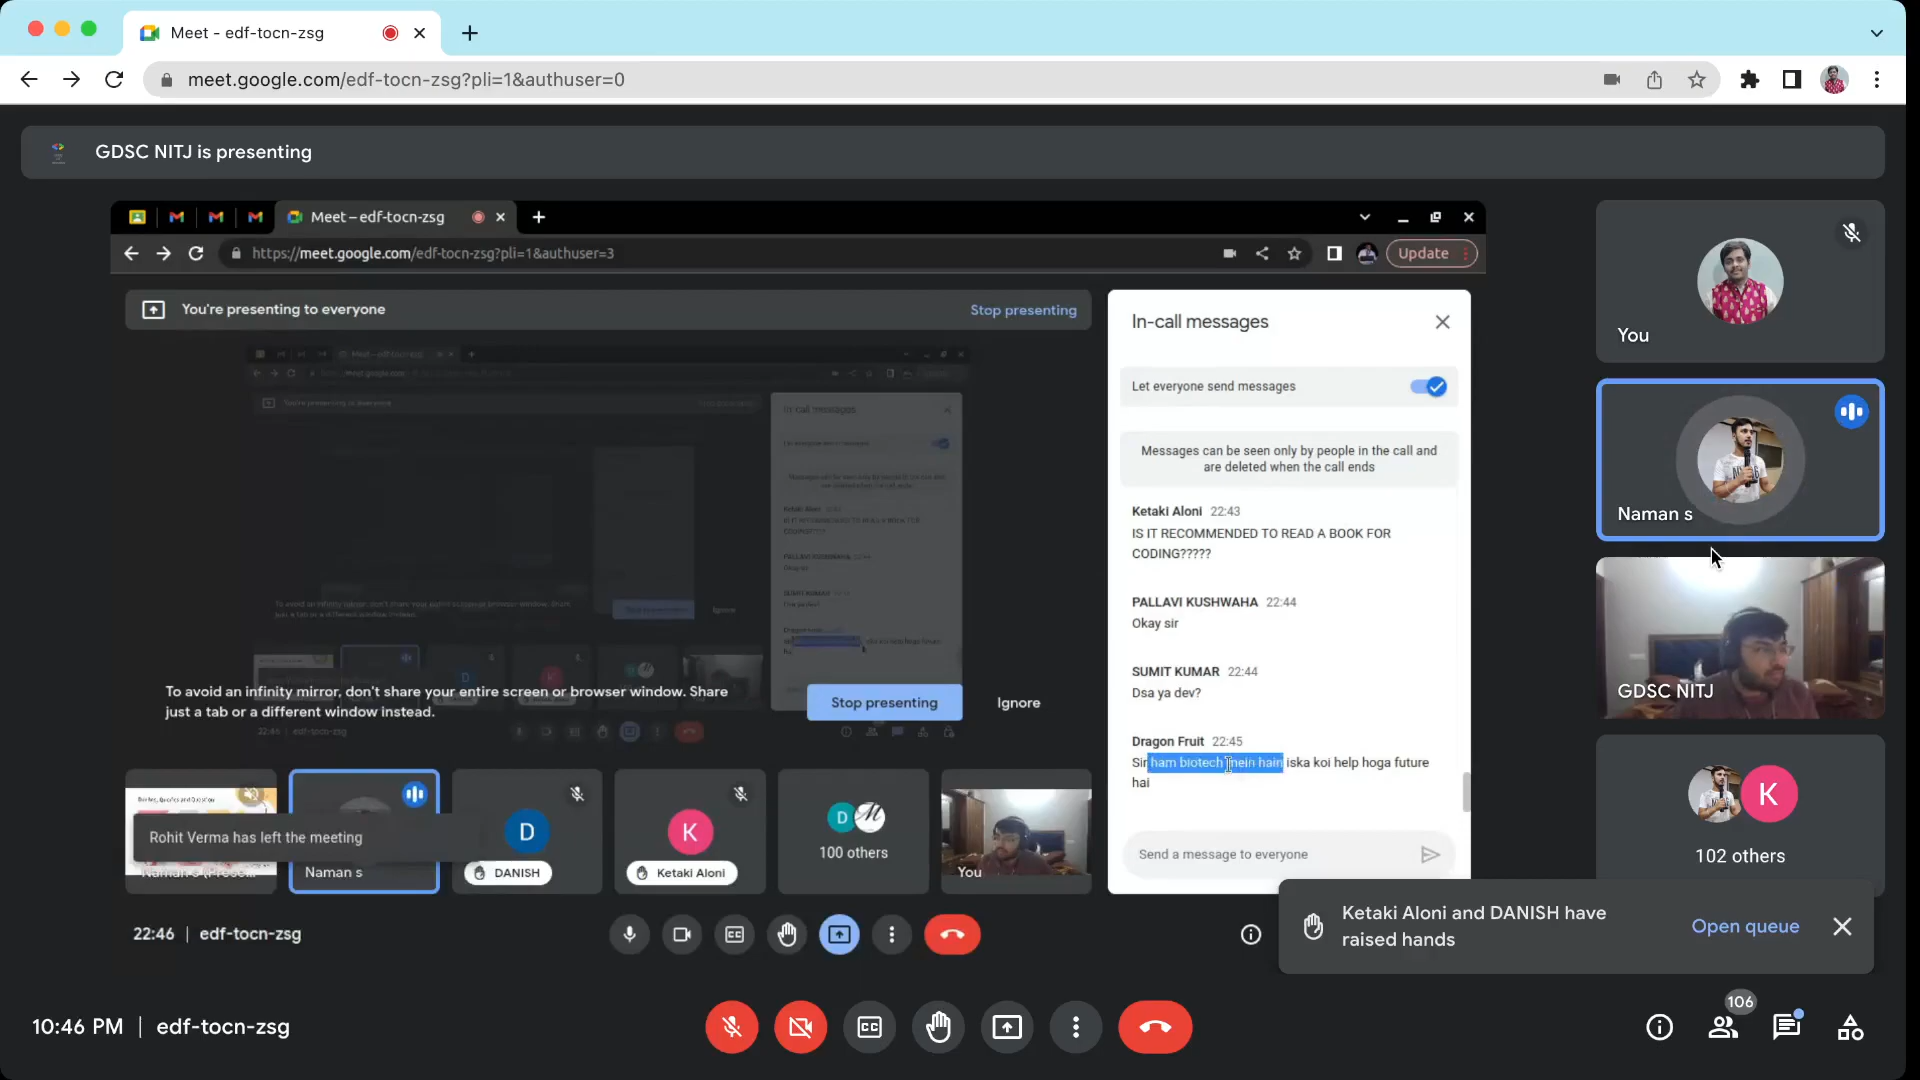 Meet - edf-tocn-zsg
meet.google.com/edf-tocn-zsg?pli=1&authuser=0
GDSC NITJ is presenting
Meet – edf-tocn-zsg
https://meet.google.com/edf-tocn-zsg?pli=1&authuser=3
Update
You're presenting to everyone
Stop presenting
To avoid an infinity mirror, don't share your entire screen or browser window. Share
just a tab or a different window instead.
Stop presenting
Ignore
In-call messages
Let everyone send messages
Messages can be seen only by people in the call and
are deleted when the call ends
Ketaki Aloni 22:43
IS IT RECOMMENDED TO READ A BOOK FOR
CODING?????
PALLAVI KUSHWAHA 22:44
Okay sir
SUMIT KUMAR 22:44
Dsa ya dev?
Dragon Fruit 22:45
Sir ham biotech mein hain iska koi help hoga future
hai
Send a message to everyone
Rohit Verma has left the meeting
Naman s
D
DANISH
K
Ketaki Aloni
D
100 others
You
22:46 | edf-tocn-zsg
You
Naman s
GDSC NITJ
K
102 others
Ketaki Aloni and DANISH have
raised hands
Open queue
10:46 PM | edf-tocn-zsg
106